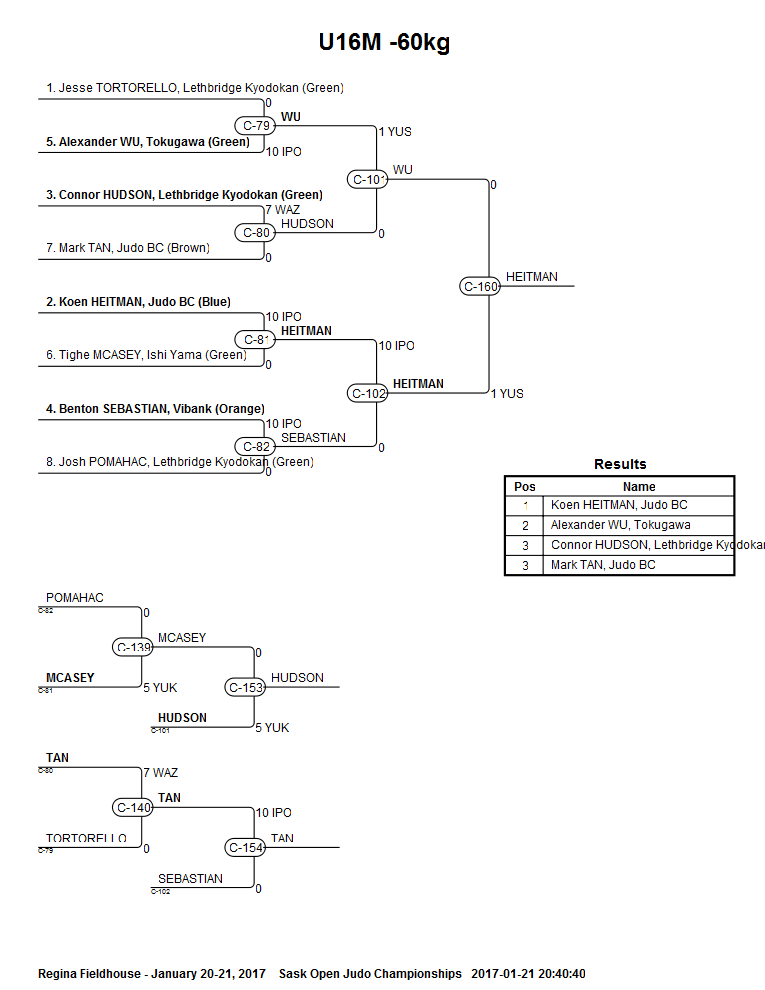 U16M -60kg
1. Jesse TORTORELLO, Lethbridge Kyodokan (Green)
0
C-79 WU
5. Alexander WU, Tokugawa (Green)
10 IPO
1 YUS
C-101 WU
3. Connor HUDSON, Lethbridge Kyodokan (Green)
7 WAZ
C-80 HUDSON
0
7. Mark TAN, Judo BC (Brown)
0
0
C-160 HEITMAN
2. Koen HEITMAN, Judo BC (Blue)
10 IPO
C-81 HEITMAN
6. Tighe MCASEY, Ishi Yama (Green)
0
10 IPO
C-102 HEITMAN
1 YUS
4. Benton SEBASTIAN, Vibank (Orange)
10 IPO
C-82 SEBASTIAN
0
8. Josh POMAHAC, Lethbridge Kyodokan (Green)
0
Results
Pos Name
1 Koen HEITMAN, Judo BC
2 Alexander WU, Tokugawa
3 Connor HUDSON, Lethbridge Kyodokan
3 Mark TAN, Judo BC
POMAHAC
C-82
0
C-139 MCASEY
MCASEY
C-81
5 YUK
0
C-153 HUDSON
HUDSON
C-101
5 YUK
TAN
C-80
7 WAZ
C-140 TAN
TORTORELLO
C-79
0
10 IPO
C-154 TAN
SEBASTIAN
C-102
0
Regina Fieldhouse - January 20-21, 2017 Sask Open Judo Championships 2017-01-21 20:40:40